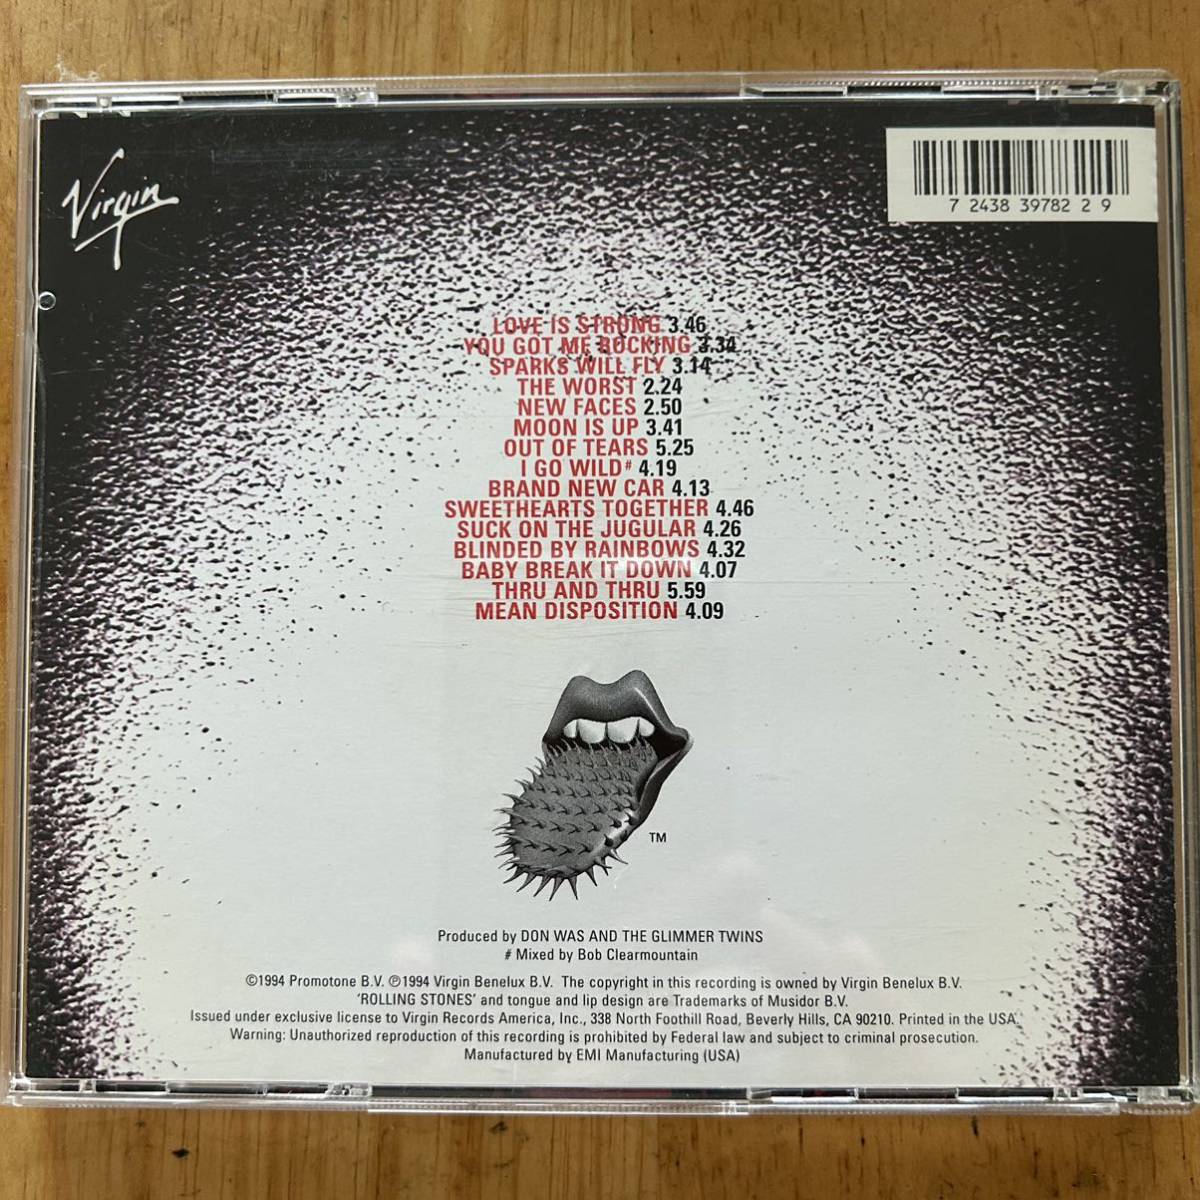 Virgin
7 24383 97822 9
LOVE IS STRONG 3.46
YOU GOT ME ROCKING 3.34
SPARKS WILL FLY 3.14
THE WORST 2.24
NEW FACES 2.50
MOON IS UP 3.41
OUT OF TEARS 5.25
I GO WILD# 4.19
BRAND NEW CAR 4.13
SWEETHEARTS TOGETHER 4.46
SUCK ON THE JUGULAR 4.26
BLINDED BY RAINBOWS 4.32
BABY BREAK IT DOWN 4.07
THRU AND THRU 5.59
MEAN DISPOSITION 4.09
TM
Produced by DON WAS AND THE GLIMMER TWINS
# Mixed by Bob Clearmountain
©1994 Promotone B.V. ℗1994 Virgin Benelux B.V. The copyright in this recording is owned by Virgin Benelux B.V.
'ROLLING STONES' and tongue and lip design are Trademarks of Musidor B.V.
Issued under exclusive license to Virgin Records America, Inc., 338 North Foothill Road, Beverly Hills, CA 90210. Printed in the USA.
Warning: Unauthorized reproduction of this recording is prohibited by Federal law and subject to criminal prosecution.
Manufactured by EMI Manufacturing (USA)